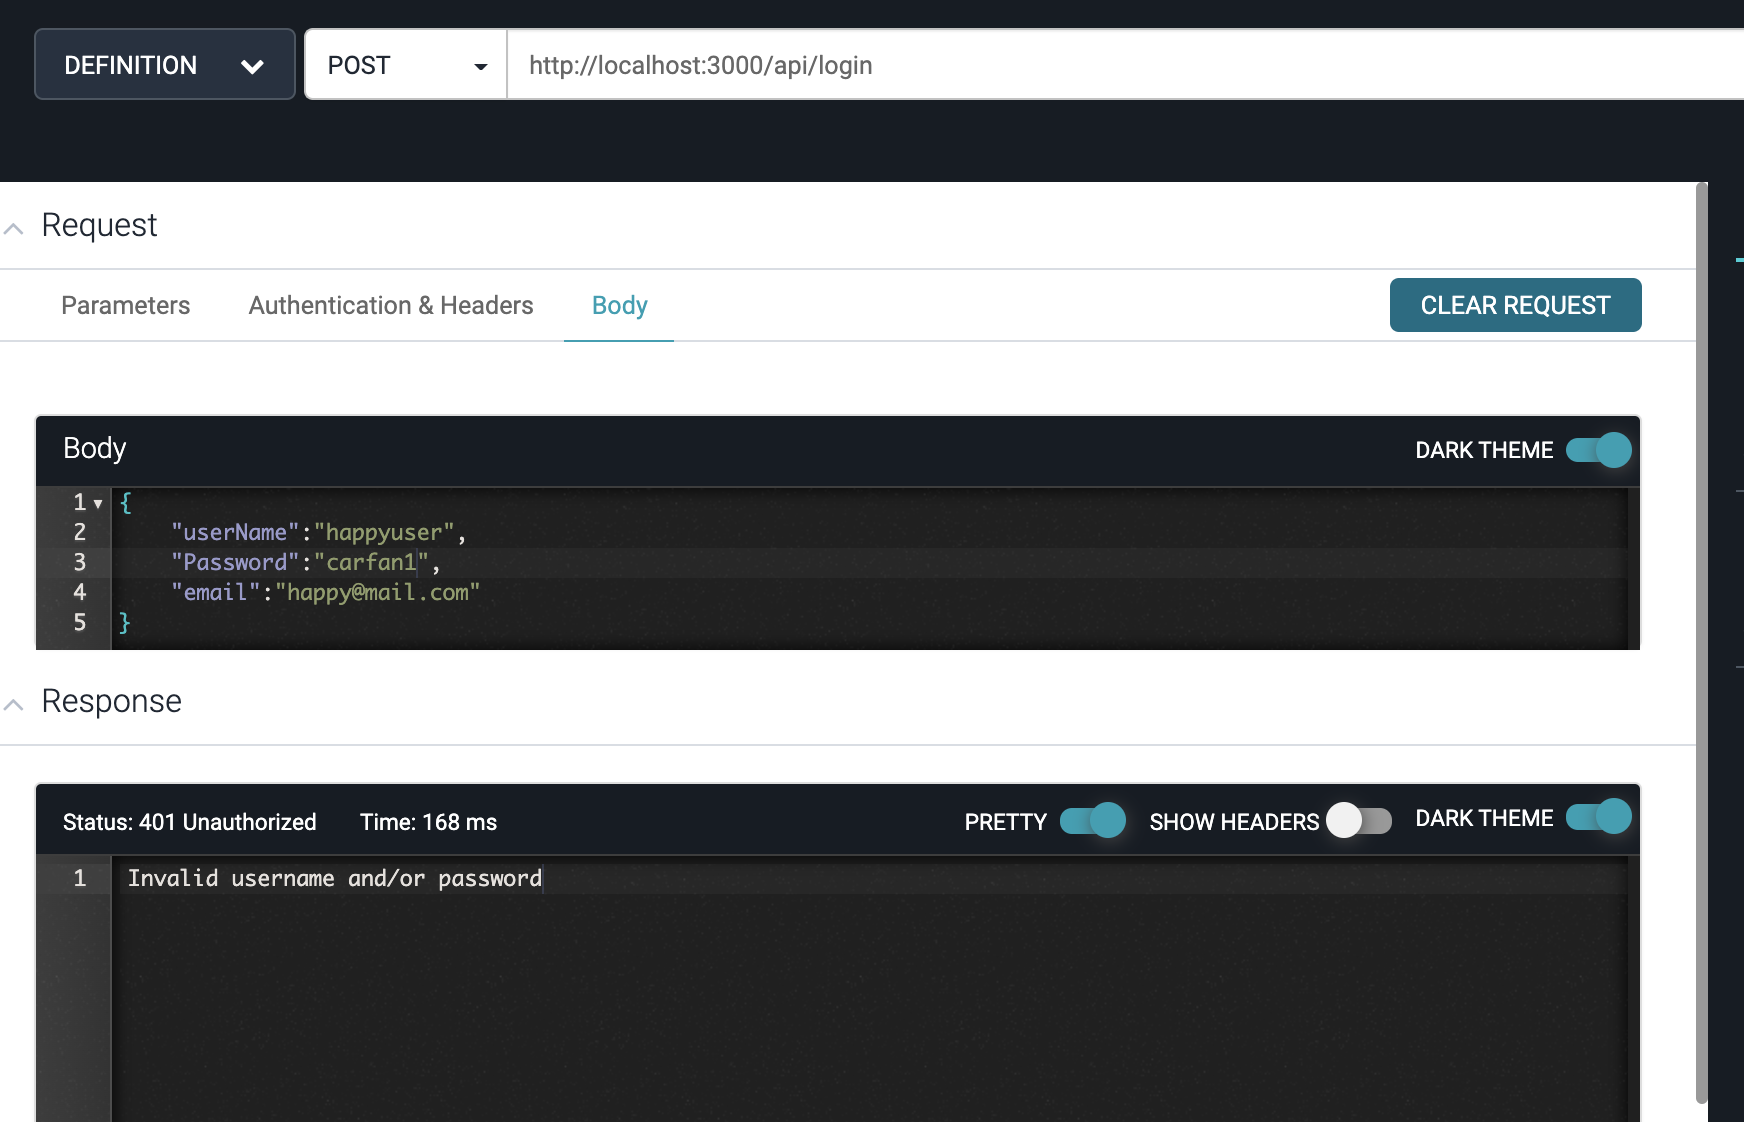 DEFINITION POST http://localhost:3000/api/login
Request
Parameters Authentication & Headers Body CLEAR REQUEST
Body DARK THEME
1 {
2 "userName":"happyuser",
3 "Password":"carfan1",
4 "email":"happy@mail.com"
5 }
Response
Status: 401 Unauthorized Time: 168 ms PRETTY SHOW HEADERS DARK THEME
1 Invalid username and/or password